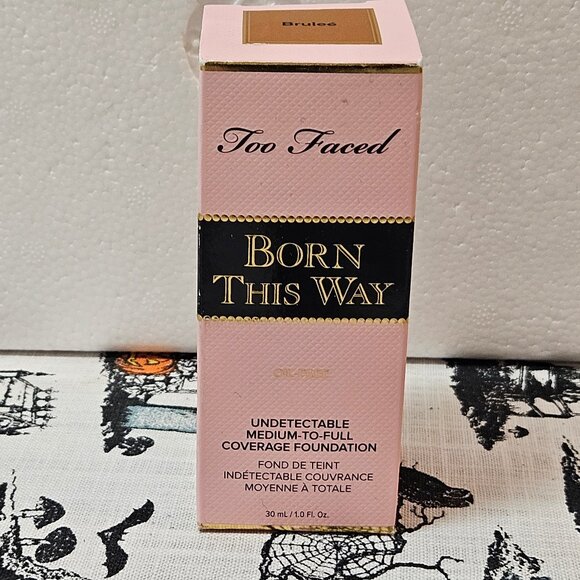 Bruleé
Too Faced
BORN
THIS WAY
OIL-FREE
UNDETECTABLE
MEDIUM-TO-FULL
COVERAGE FOUNDATION
FOND DE TEINT
INDÉTECTABLE COUVRANCE
MOYENNE À TOTALE
30 mL / 1.0 Fl. Oz.